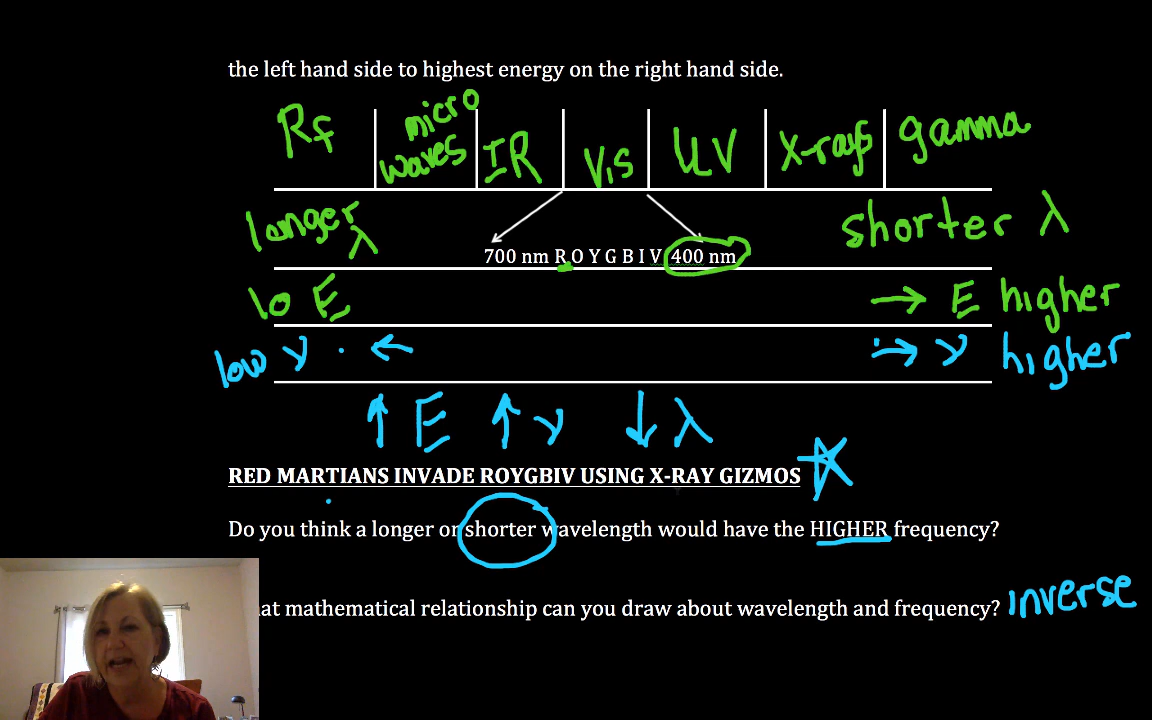 the left hand side to highest energy on the right hand side.
Rf micro waves IR Vis UV X-rays gamma
longer λ shorter λ
700 nm R O Y G B I V 400 nm
lo E → E higher
low ν ← → ν higher
↑ E ↑ ν ↓ λ
RED MARTIANS INVADE ROYGBIV USING X-RAY GIZMOS
Do you think a longer or shorter wavelength would have the HIGHER frequency?
at mathematical relationship can you draw about wavelength and frequency? inverse